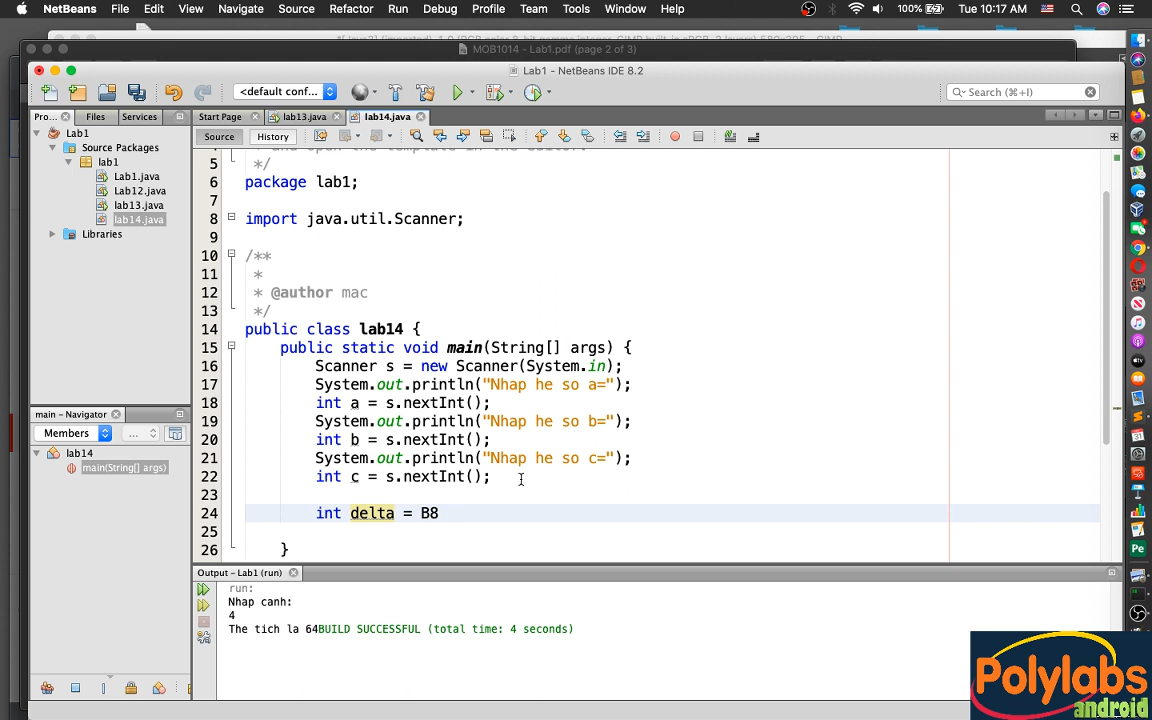 NetBeans File Edit View Navigate Source Refactor Run Debug Profile Team Tools Window Help 100% Tue 10:17 AM
MOB1014 - Lab1.pdf (page 2 of 3)
Lab1 - NetBeans IDE 8.2
<default conf... Search (⌘+I)
Pro... Files Services Start Page lab13.java lab14.java
Source History
Lab1
Source Packages
lab1
Lab1.java
Lab12.java
lab13.java
lab14.java
Libraries
4 * and open the template in the editor.
5 */
6 package lab1;
7
8 import java.util.Scanner;
9
10 /**
11 *
12 * @author mac
13 */
14 public class lab14 {
15 public static void main(String[] args) {
16 Scanner s = new Scanner(System.in);
17 System.out.println("Nhap he so a=");
18 int a = s.nextInt();
19 System.out.println("Nhap he so b=");
20 int b = s.nextInt();
21 System.out.println("Nhap he so c=");
22 int c = s.nextInt();
23
24 int delta = B8
25
26 }
main - Navigator
Members ...
lab14
main(String[] args)
Output - Lab1 (run)
run:
Nhap canh:
4
The tich la 64BUILD SUCCESSFUL (total time: 4 seconds)
Polylabs
android